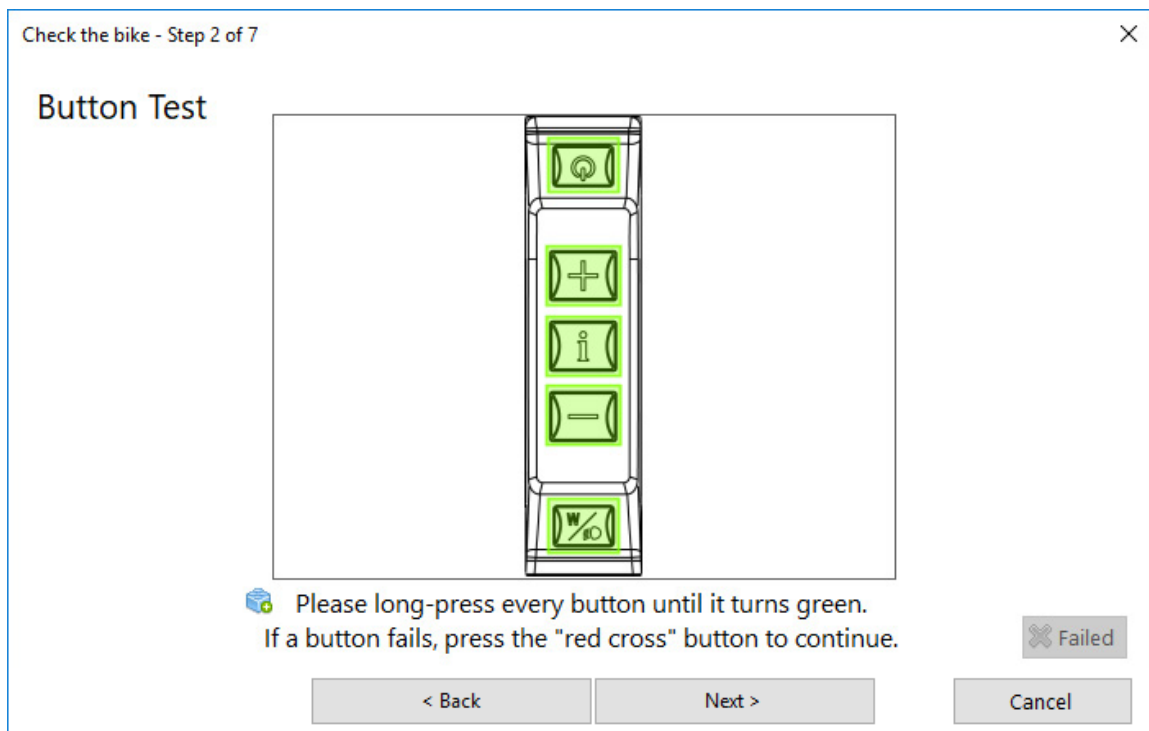 Check the bike - Step 2 of 7
Button Test
i
W/
Please long-press every button until it turns green.
If a button fails, press the "red cross" button to continue.
Failed
< Back
Next >
Cancel